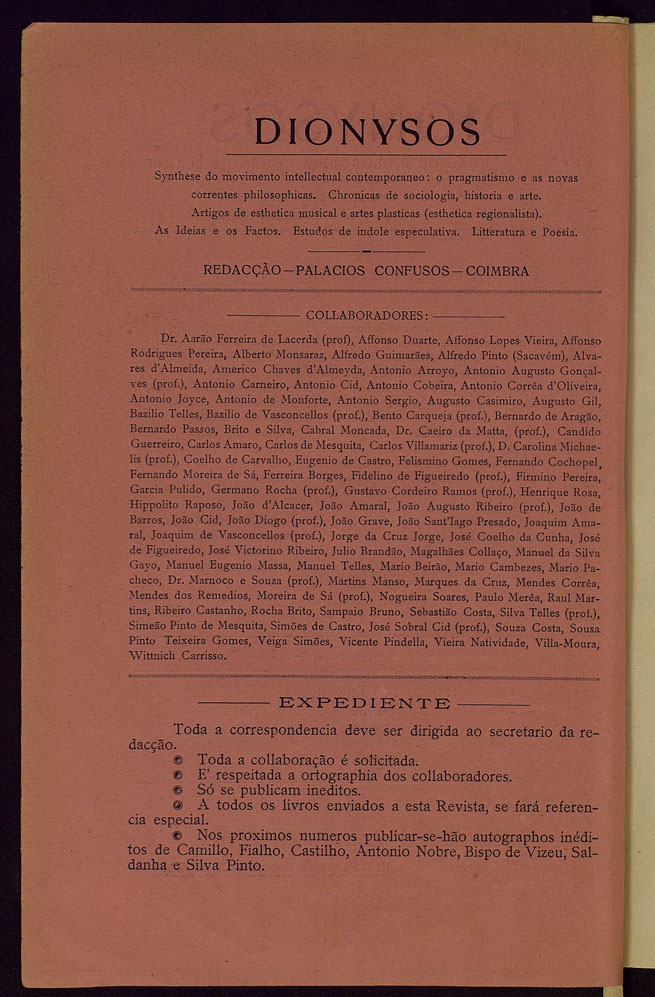 DIONYSOS
Synthese do movimento intellectual contemporaneo: o pragmatismo e as novas
correntes philosophicas. Chronicas de sociologia, historia e arte.
Artigos de esthetica musical e artes plasticas (esthetica regionalista).
As Ideias e os Factos. Estudos de indole especulativa. Litteratura e Poesia.
REDACÇÃO—PALACIOS CONFUSOS—COIMBRA
COLLABORADORES:
Dr. Aarão Ferreira de Lacerda (prof), Affonso Duarte, Affonso Lopes Vieira, Affonso
Rodrigues Pereira, Alberto Monsaraz, Alfredo Guimarães, Alfredo Pinto (Sacavém), Alva-
res d'Almeida, Americo Chaves d'Almeyda, Antonio Arroyo, Antonio Augusto Gonçal-
ves (prof.), Antonio Carneiro, Antonio Cid, Antonio Cobeira, Antonio Corrêa d'Oliveira,
Antonio Joyce, Antonio de Monforte, Antonio Sergio, Augusto Casimiro, Augusto Gil,
Bazilio Telles, Bazilio de Vasconcellos (prof.), Bento Carqueja (prof.), Bernardo de Aragão,
Bernardo Passos, Brito e Silva, Cabral Moncada, Dr. Caeiro da Matta, (prof.), Candido
Guerreiro, Carlos Amaro, Carlos de Mesquita, Carlos Villamariz (prof.), D. Carolina Michae-
lis (prof.), Coelho de Carvalho, Eugenio de Castro, Felismino Gomes, Fernando Cochopel,
Fernando Moreira de Sá, Ferreira Borges, Fidelino de Figueiredo (prof.), Firmino Pereira,
Garcia Pulido, Germano Rocha (prof.), Gustavo Cordeiro Ramos (prof.), Henrique Rosa,
Hippolito Raposo, João d'Alcacer, João Amaral, João Augusto Ribeiro (prof.), João de
Barros, João Cid, João Diogo (prof.), João Grave, João Sant'Iago Presado, Joaquim Ama-
ral, Joaquim de Vasconcellos (prof.), Jorge da Cruz Jorge, José Coelho da Cunha, José
de Figueiredo, José Victorino Ribeiro, Julio Brandão, Magalhães Collaço, Manuel da Silva
Gayo, Manuel Eugenio Massa, Manuel Telles, Mario Beirão, Mario Cambezes, Mario Pa-
checo, Dr. Marnoco e Souza (prof.), Martins Manso, Marques da Cruz, Mendes Corrêa,
Mendes dos Remedios, Moreira de Sá (prof.), Nogueira Soares, Paulo Merêa, Raul Mar-
tins, Ribeiro Castanho, Rocha Brito, Sampaio Bruno, Sebastião Costa, Silva Telles (prof.),
Simeão Pinto de Mesquita, Simões de Castro, José Sobral Cid (prof.), Souza Costa, Sousa
Pinto Teixeira Gomes, Veiga Simões, Vicente Pindella, Vieira Natividade, Villa-Moura,
Wittnich Carrisso.
EXPEDIENTE
Toda a correspondencia deve ser dirigida ao secretario da re-
dacção.
Toda a collaboração é solicitada.
E' respeitada a ortographia dos collaboradores.
Só se publicam ineditos.
A todos os livros enviados a esta Revista, se fará referen-
cia especial.
Nos proximos numeros publicar-se-hão autographos inédi-
tos de Camillo, Fialho, Castilho, Antonio Nobre, Bispo de Vizeu, Sal-
danha e Silva Pinto.